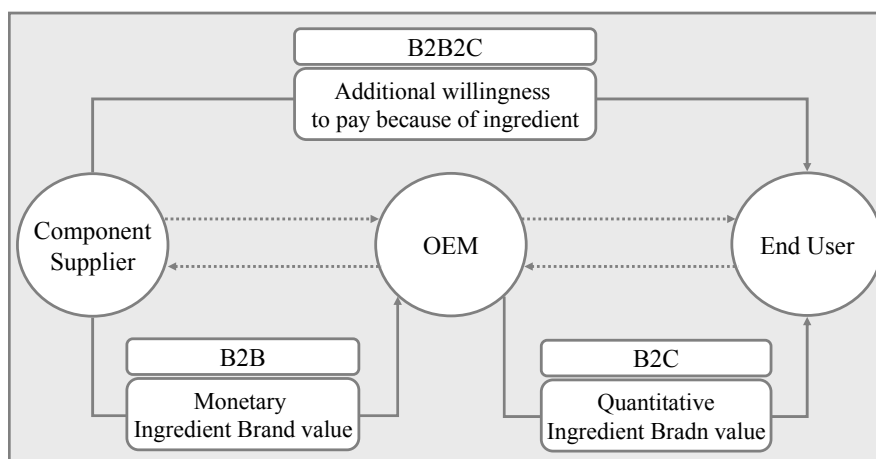 B2B2C
Additional willingness
to pay because of ingredient
Component
Supplier
OEM
End User
B2B
Monetary
Ingredient Brand value
B2C
Quantitative
Ingredient Bradn value